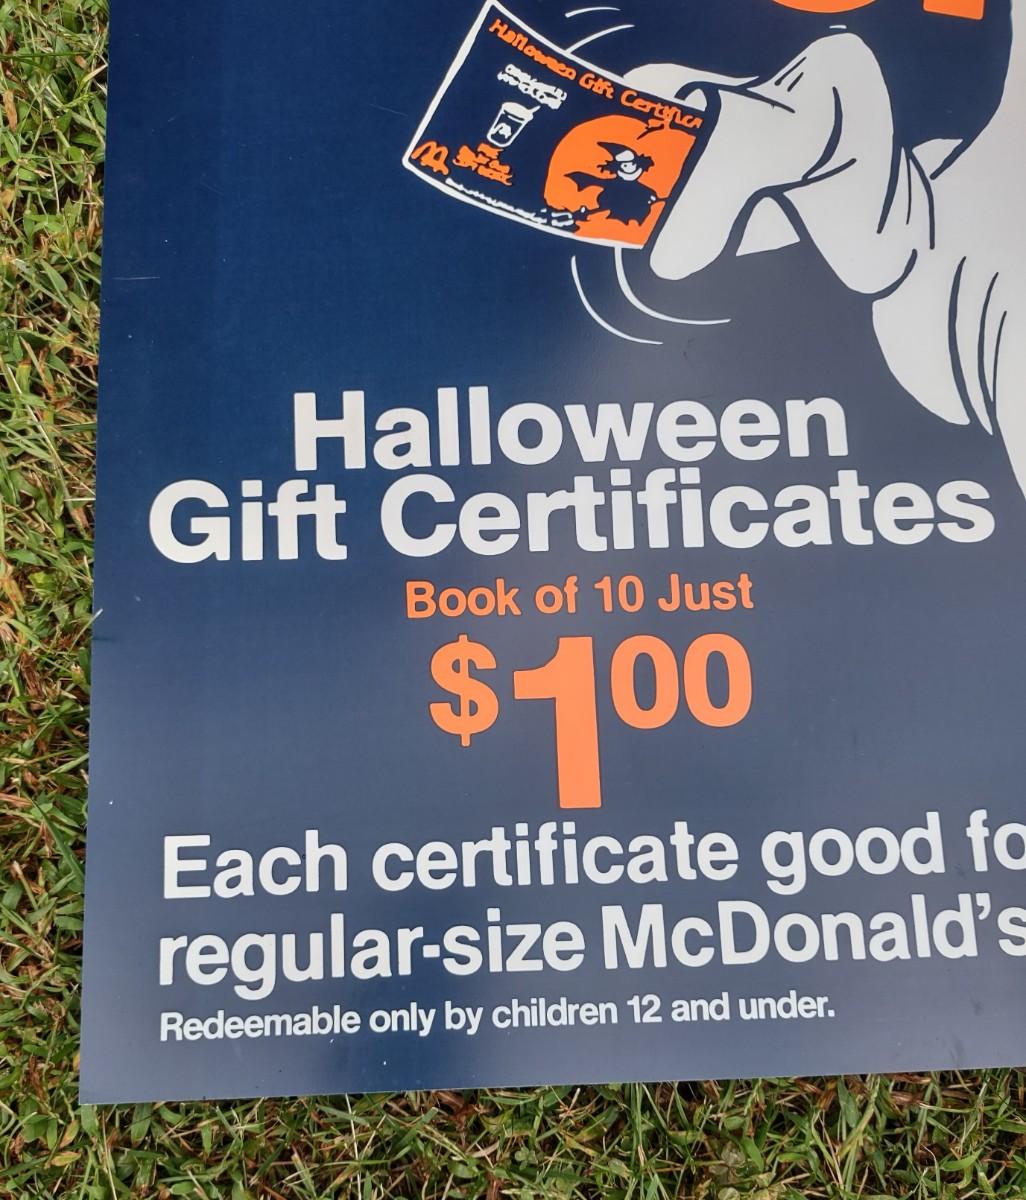 Halloween Gift Certifica
Halloween
Gift Certificates
Book of 10 Just
$100
Each certificate good fo
regular-size McDonald's
Redeemable only by children 12 and under.